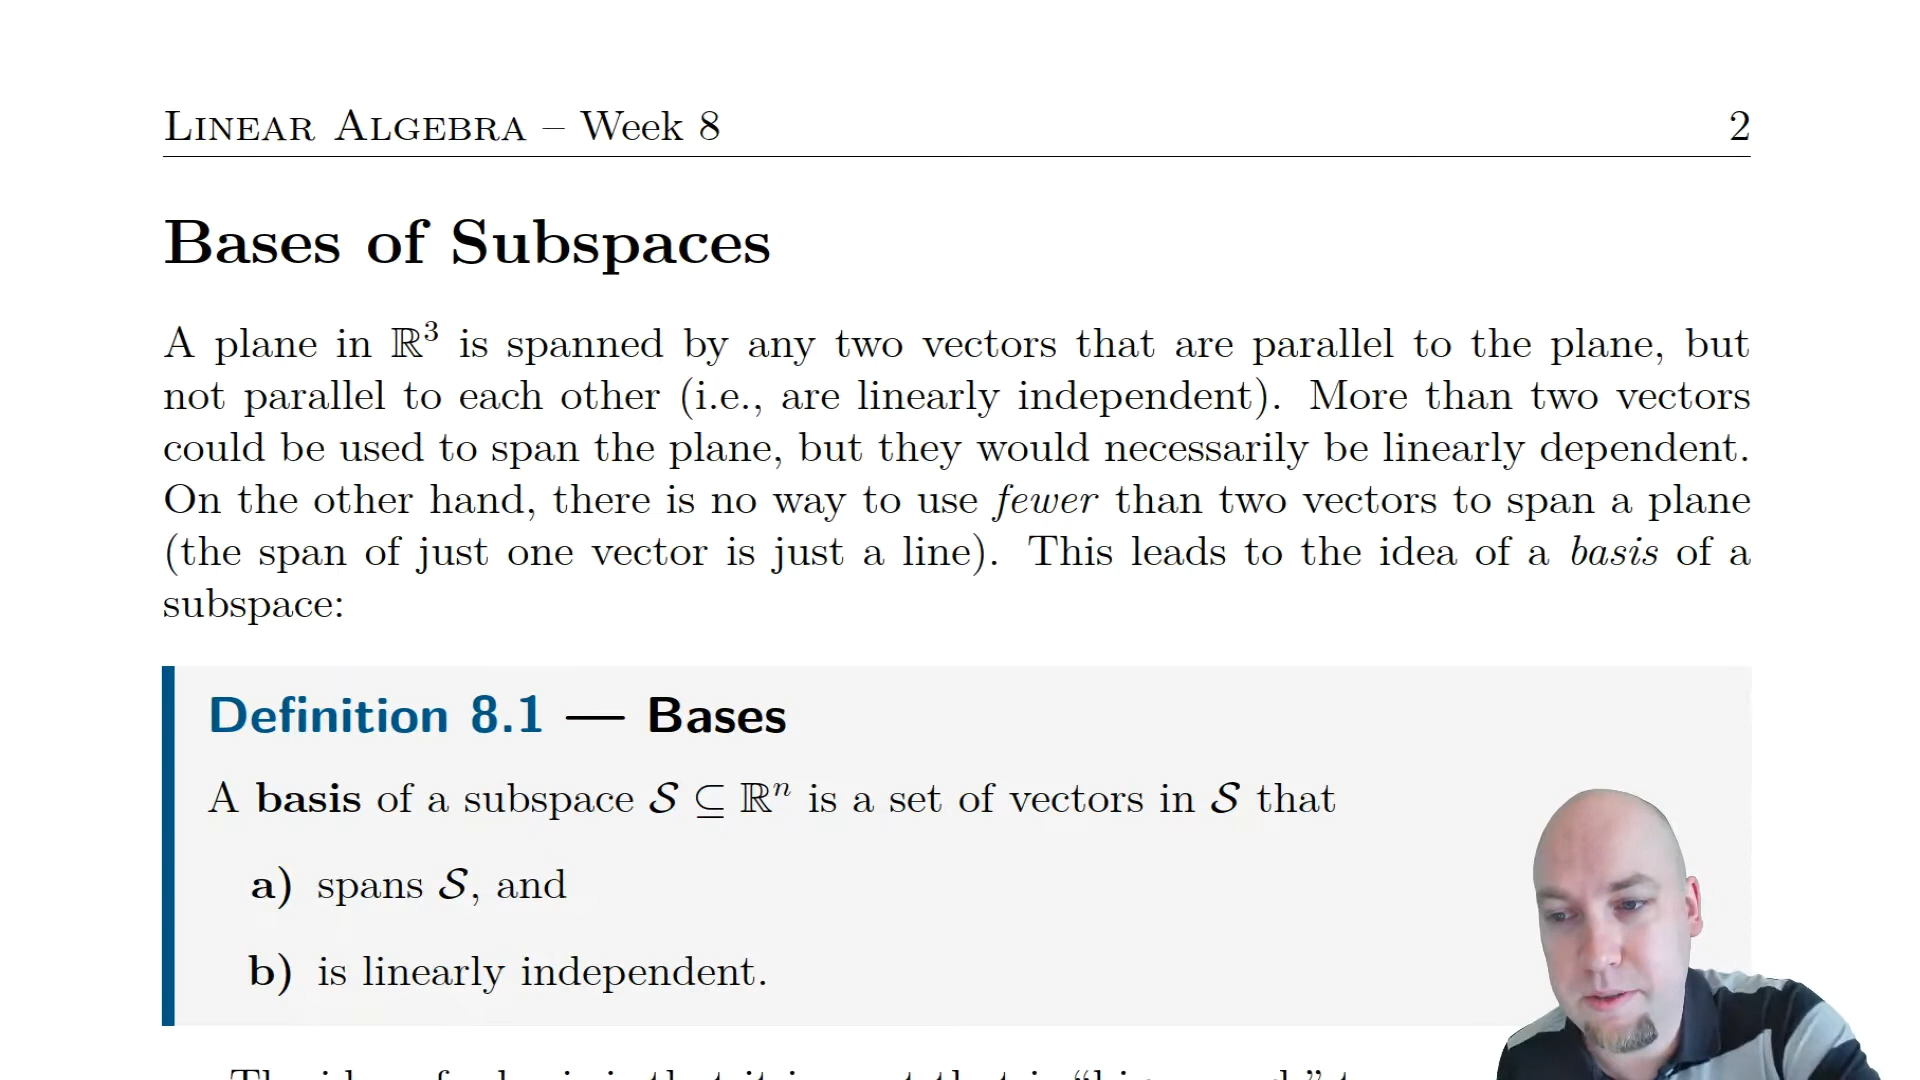 LINEAR ALGEBRA – Week 8 2
Bases of Subspaces
A plane in ℝ³ is spanned by any two vectors that are parallel to the plane, but
not parallel to each other (i.e., are linearly independent). More than two vectors
could be used to span the plane, but they would necessarily be linearly dependent.
On the other hand, there is no way to use fewer than two vectors to span a plane
(the span of just one vector is just a line). This leads to the idea of a basis of a
subspace:
Definition 8.1 — Bases
A basis of a subspace 𝒮 ⊆ ℝⁿ is a set of vectors in 𝒮 that
a) spans 𝒮, and
b) is linearly independent.